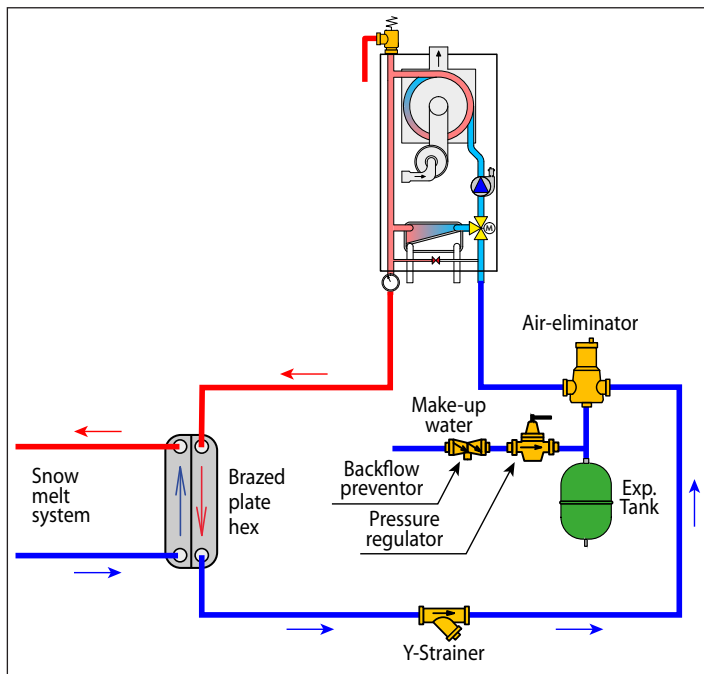 M
Air-eliminator
Make-up
water
Backflow
preventor
Pressure
regulator
Exp.
Tank
Snow
melt
system
Brazed
plate
hex
Y-Strainer